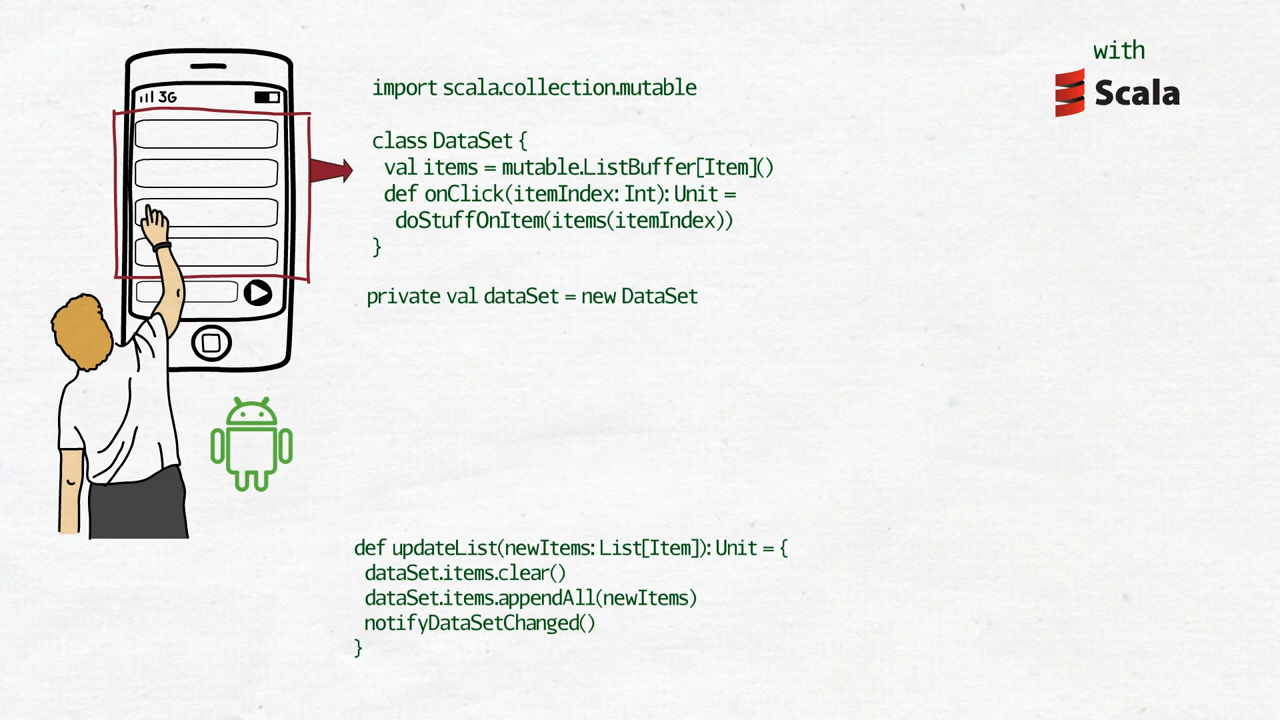 with
Scala
3G
import scala.collection.mutable
class DataSet {
val items = mutable.ListBuffer[Item]()
def onClick(itemIndex: Int): Unit =
doStuffOnItem(items(itemIndex))
}
private val dataSet = new DataSet
def updateList(newItems: List[Item]): Unit = {
dataSet.items.clear()
dataSet.items.appendAll(newItems)
notifyDataSetChanged()
}